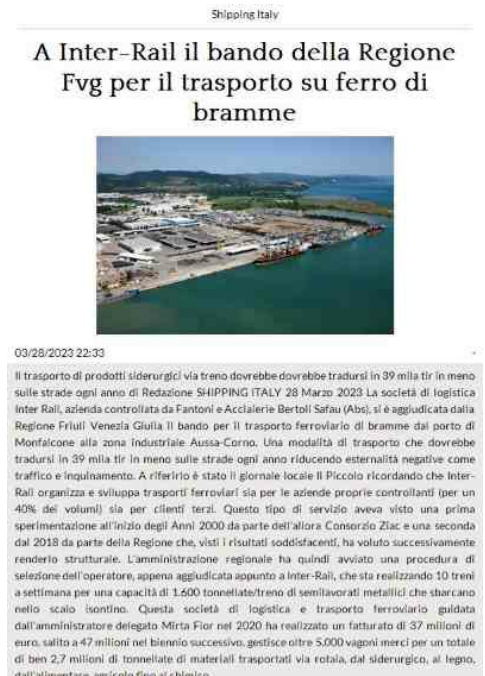 Shipping Italy
A Inter-Rail il bando della Regione
Fvg per il trasporto su ferro di
bramme
03/28/2023 22:33
Il trasporto di prodotti siderurgici via treno dovrebbe dovrebbe tradursi in 39 mila tir in meno
sulle strade ogni anno di Redazione SHIPPING ITALY 28 Marzo 2023 La società di logistica
Inter Rail, azienda controllata da Fantoni e Acciaierie Bertoli Safau (Abs), si è aggiudicata dalla
Regione Friuli Venezia Giulia il bando per il trasporto ferroviario di bramme dal porto di
Monfalcone alla zona industriale Aussa-Corno. Una modalità di trasporto che dovrebbe
tradursi in 39 mila tir in meno sulle strade ogni anno riducendo esternalità negative come
traffico e inquinamento. A riferirlo è stato il giornale locale Il Piccolo ricordando che Inter-
Rail organizza e sviluppa trasporti ferroviari sia per le aziende proprie controllanti (per un
40% dei volumi) sia per clienti terzi. Questo tipo di servizio aveva visto una prima
sperimentazione all'inizio degli Anni 2000 da parte dell'allora Consorzio Ziac e una seconda
dal 2018 da parte della Regione che, visti i risultati soddisfacenti, ha voluto successivamente
renderlo strutturale. L'amministrazione regionale ha quindi avviato una procedura di
selezione dell'operatore, appena aggiudicata appunto a Inter-Rail, che sta realizzando 10 treni
a settimana per una capacità di 1.600 tonnellate/treno di semilavorati metallici che sbarcano
nello scalo isontino. Questa società di logistica e trasporto ferroviario guidata
dall'amministratore delegato Mirta Fior nel 2020 ha realizzato un fatturato di 37 milioni di
euro, salito a 47 milioni nel biennio successivo, gestisce oltre 5.000 vagoni merci per un totale
di ben 2,7 milioni di tonnellate di materiali trasportati via rotaia, dal siderurgico, al legno,
dall'alimentare, agricolo fino al chimico.